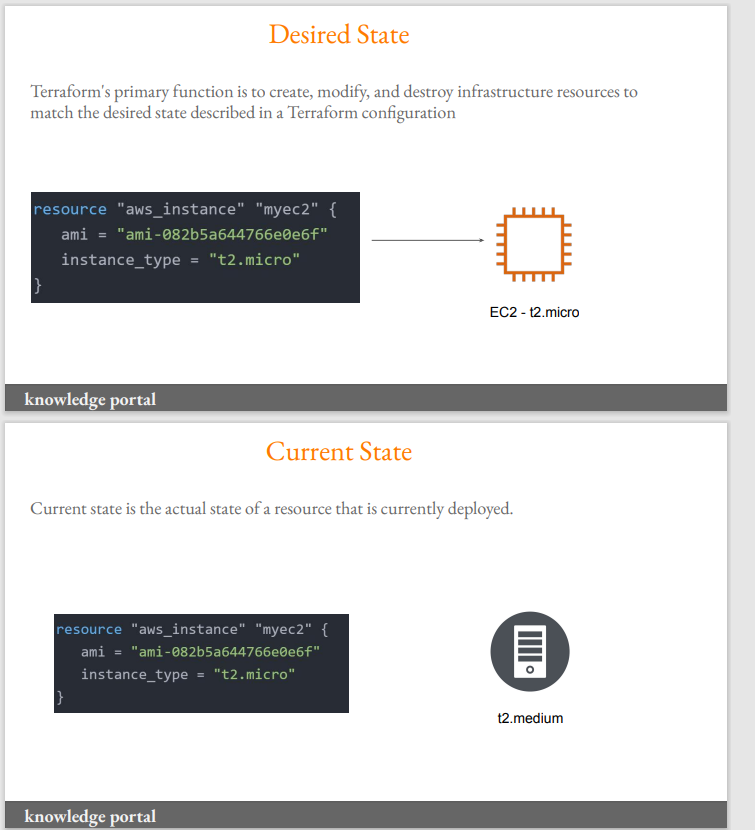 Desired State
Terraform's primary function is to create, modify, and destroy infrastructure resources to
match the desired state described in a Terraform configuration
resource "aws_instance" "myec2" {
ami = "ami-082b5a644766e0e6f"
instance_type = "t2.micro"
}
EC2 - t2.micro
knowledge portal
Current State
Current state is the actual state of a resource that is currently deployed.
resource "aws_instance" "myec2" {
ami = "ami-082b5a644766e0e6f"
instance_type = "t2.micro"
}
t2.medium
knowledge portal